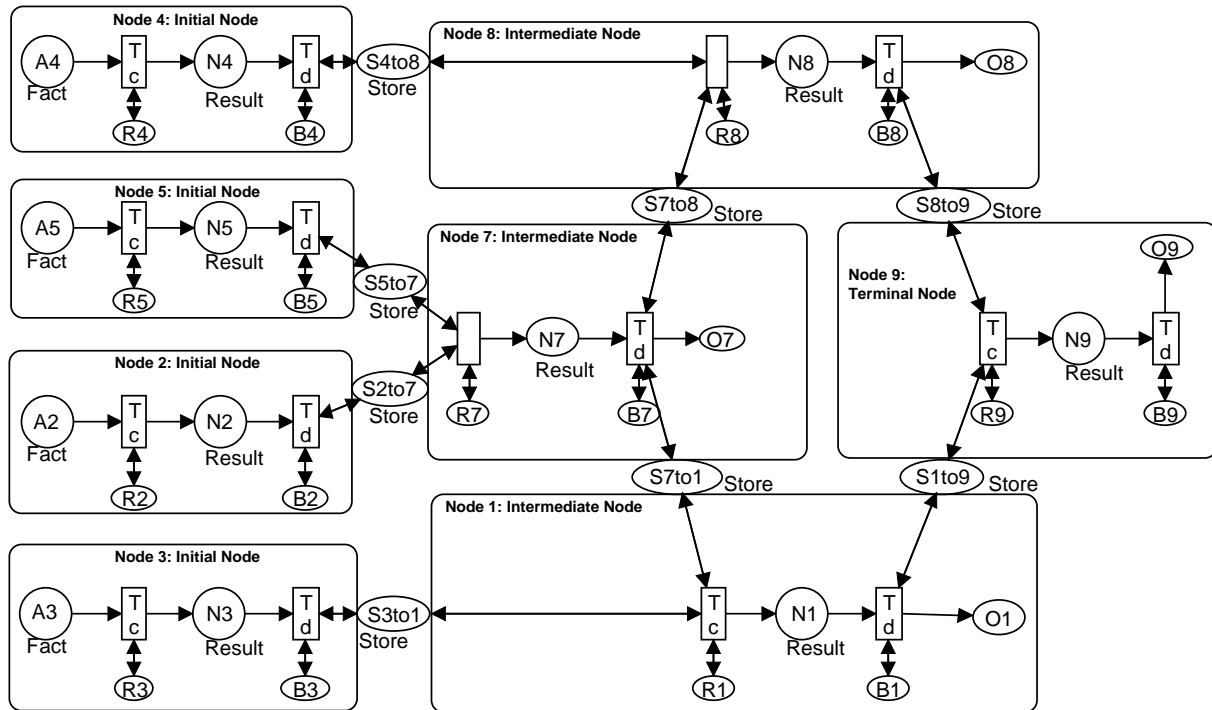 Node 4: Initial Node
A4
Fact
T
c
N4
Result
T
d
R4
B4
S4to8
Store
Node 8: Intermediate Node
N8
Result
T
d
O8
R8
B8
Node 5: Initial Node
A5
Fact
T
c
N5
Result
T
d
R5
B5
S5to7
Store
S7to8
Store
S8to9
Store
Node 7: Intermediate Node
N7
Result
T
d
O7
R7
B7
Node 9:
Terminal Node
O9
T
c
N9
Result
T
d
R9
B9
Node 2: Initial Node
A2
Fact
T
c
N2
Result
T
d
R2
B2
S2to7
Store
S7to1
Store
S1to9
Store
Node 1: Intermediate Node
T
c
N1
Result
T
d
O1
R1
B1
Node 3: Initial Node
A3
Fact
T
c
N3
Result
T
d
R3
B3
S3to1
Store